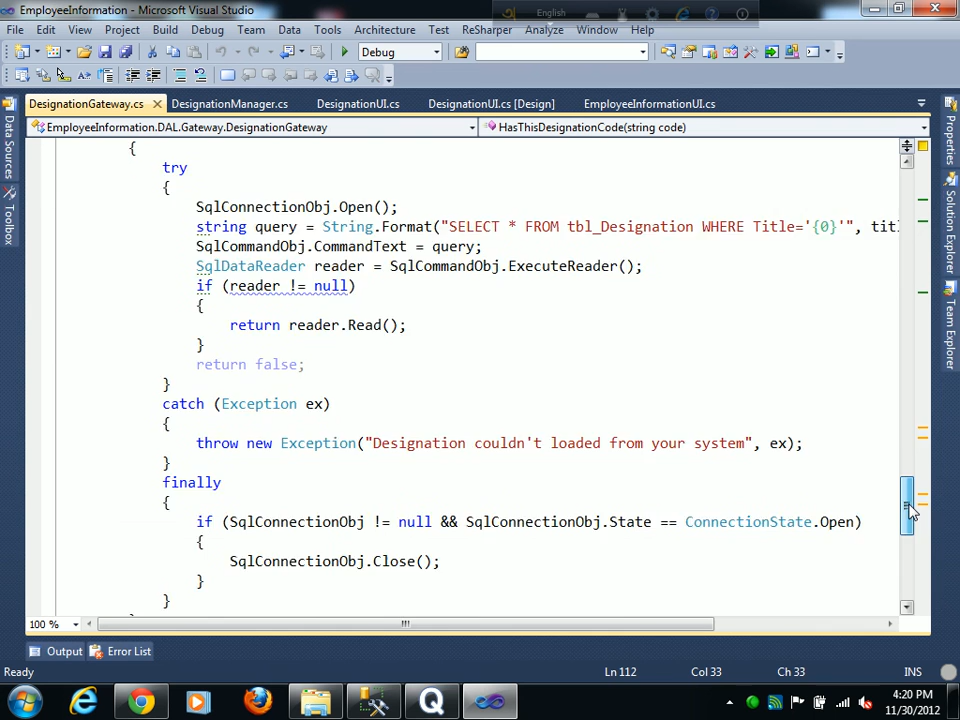 EmployeeInformation - Microsoft Visual Studio
English
File Edit View Project Build Debug Team Data Tools Architecture Test ReSharper Analyze Window Help
Debug
DesignationGateway.cs DesignationManager.cs DesignationUI.cs DesignationUI.cs [Design] EmployeeInformationUI.cs
EmployeeInformation.DAL.Gateway.DesignationGateway HasThisDesignationCode(string code)
Data Sources
Toolbox
Properties
Solution Explorer
Team Explorer
{
try
{
SqlConnectionObj.Open();
string query = String.Format("SELECT * FROM tbl_Designation WHERE Title='{0}'", titl
SqlCommandObj.CommandText = query;
SqlDataReader reader = SqlCommandObj.ExecuteReader();
if (reader != null)
{
return reader.Read();
}
return false;
}
catch (Exception ex)
{
throw new Exception("Designation couldn't loaded from your system", ex);
}
finally
{
if (SqlConnectionObj != null && SqlConnectionObj.State == ConnectionState.Open)
{
SqlConnectionObj.Close();
}
}
100 %
Output Error List
Ready Ln 112 Col 33 Ch 33 INS
4:20 PM
11/30/2012